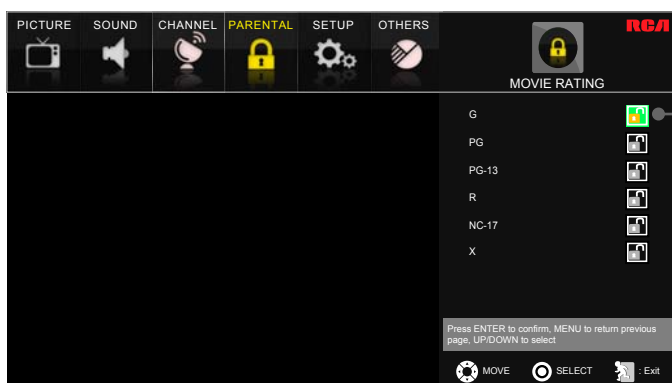 PICTURE SOUND CHANNEL PARENTAL SETUP OTHERS
RCA
MOVIE RATING
G
PG
PG-13
R
NC-17
X
Press ENTER to confirm, MENU to return previous
page, UP/DOWN to select
MOVE SELECT : Exit